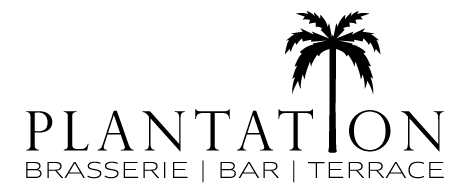 PLANTATION
BRASSERIE | BAR | TERRACE